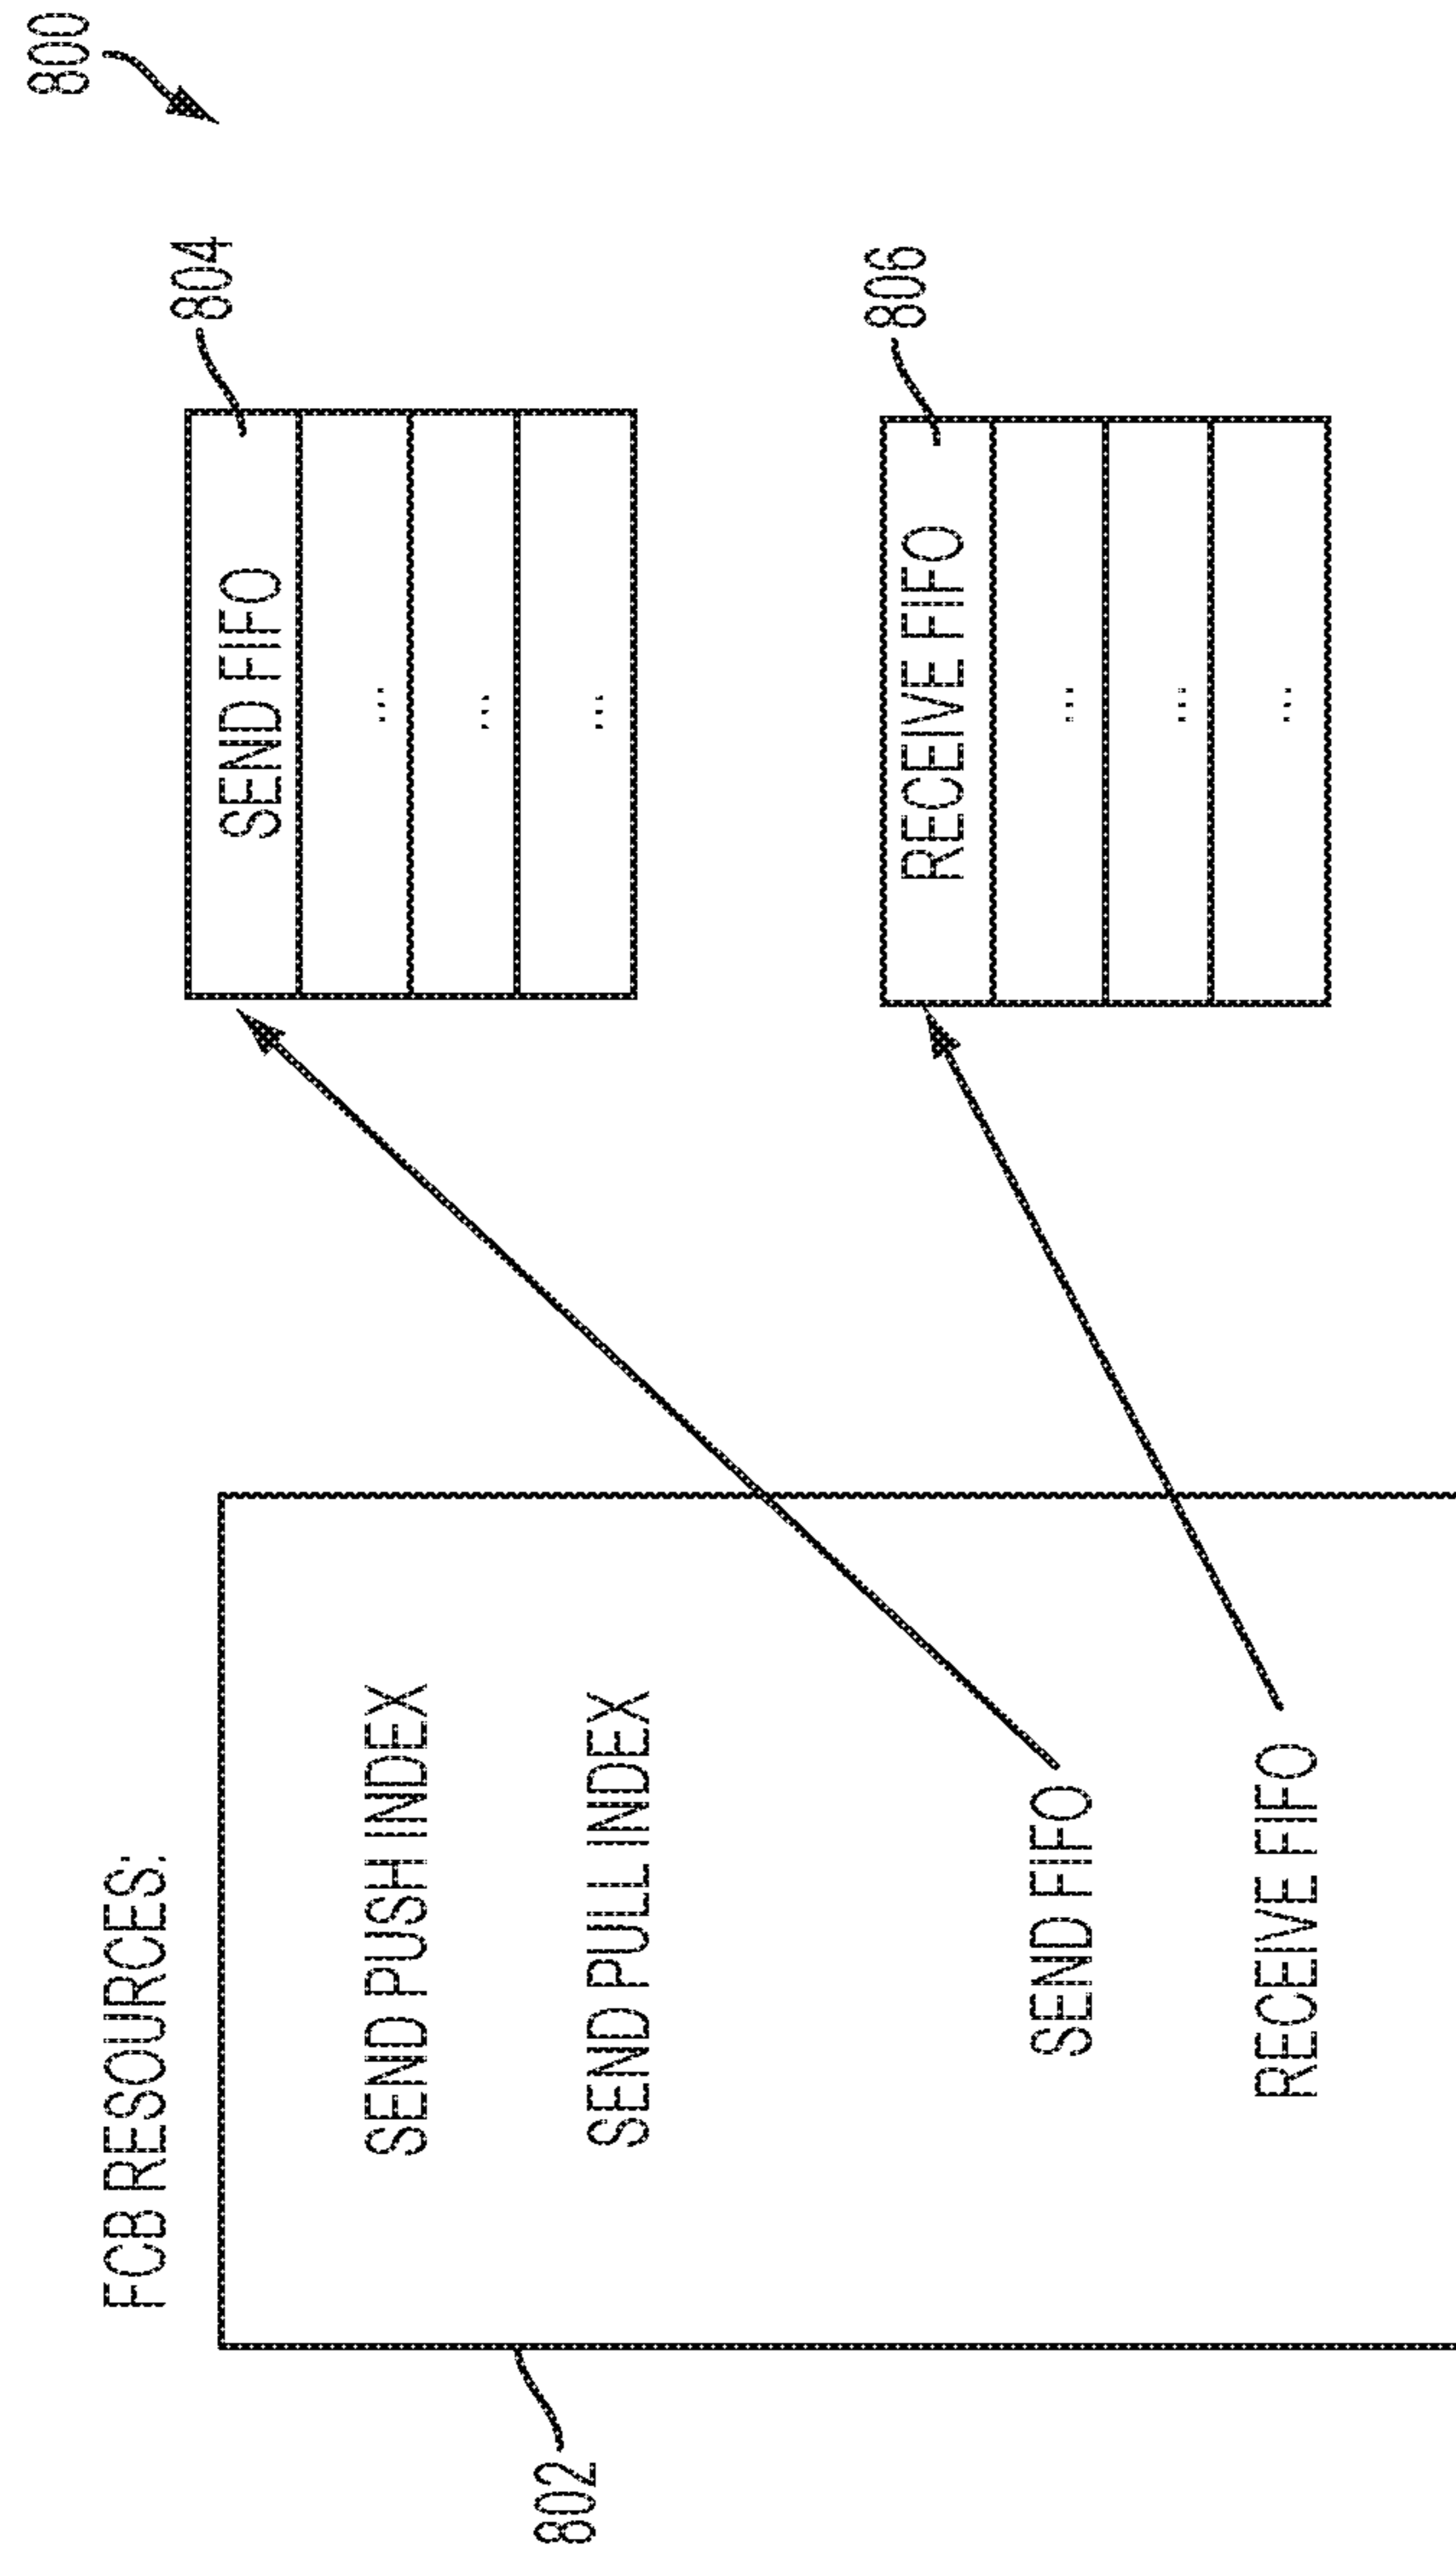 800
FCB RESOURCES:
802
SEND PUSH INDEX
SEND PULL INDEX
SEND FIFO
RECEIVE FIFO
804
SEND FIFO
...
...
...
806
RECEIVE FIFO
...
...
...